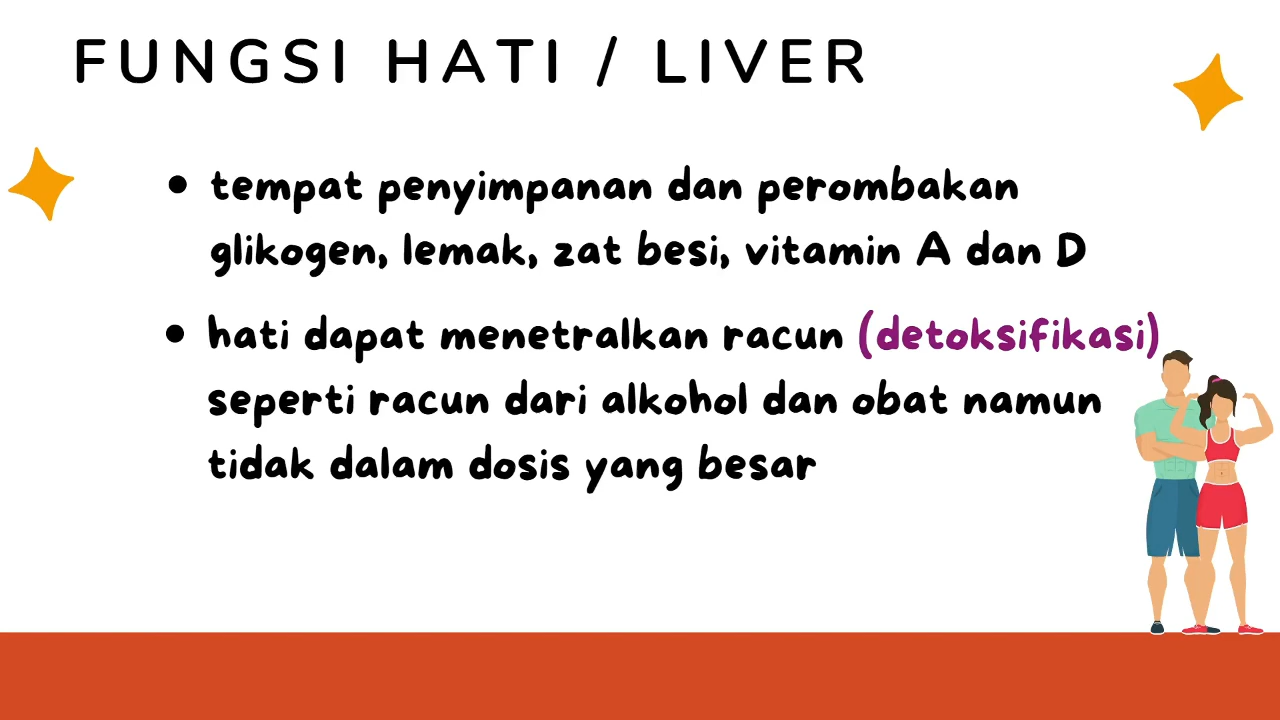 FUNGSI HATI / LIVER
• tempat penyimpanan dan perombakan
glikogen, lemak, zat besi, vitamin A dan D
• hati dapat menetralkan racun (detoksifikasi)
seperti racun dari alkohol dan obat namun
tidak dalam dosis yang besar